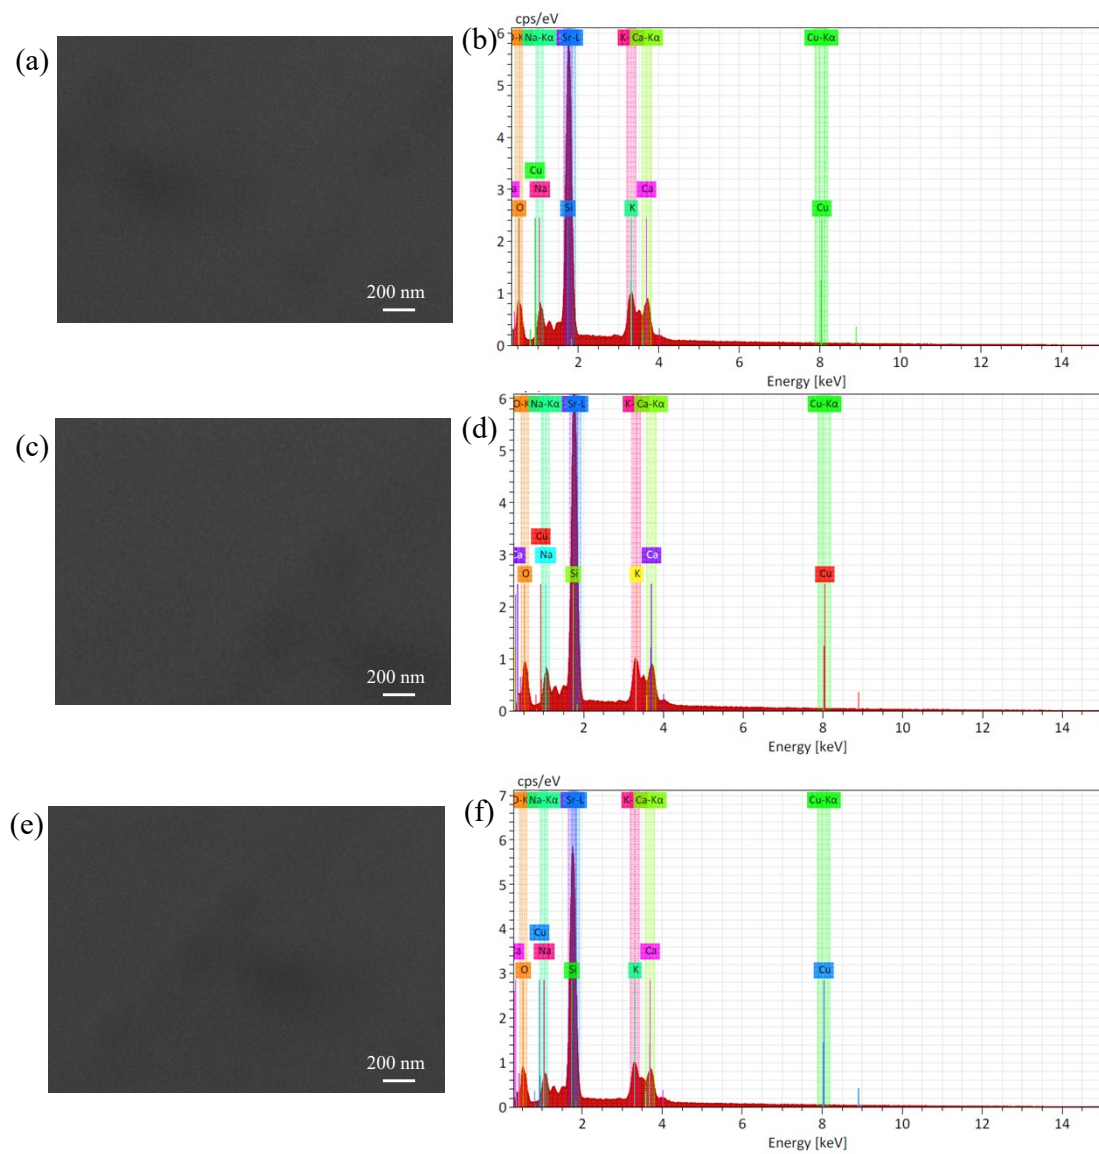 (a)
200 nm
(b)
cps/eV
6
5
4
3
2
1
0
Na-Kα
Sr-L
K-
Ca-Kα
Cu-Kα
Cu
Na
Ca
O
Si
K
Cu
2
4
6
8
10
12
14
Energy [keV]
(c)
200 nm
(d)
6
5
4
3
2
1
0
O-K
Na-Kα
Sr-L
K-
Ca-Kα
Cu-Kα
Cu
Ca
Na
Ca
O
Si
K
Cu
2
4
6
8
10
12
14
Energy [keV]
(e)
200 nm
(f)
cps/eV
7
6
5
4
3
2
1
0
O-K
Na-Kα
Sr-L
K-
Ca-Kα
Cu-Kα
Cu
Na
Ca
O
Si
K
Cu
2
4
6
8
10
12
14
Energy [keV]